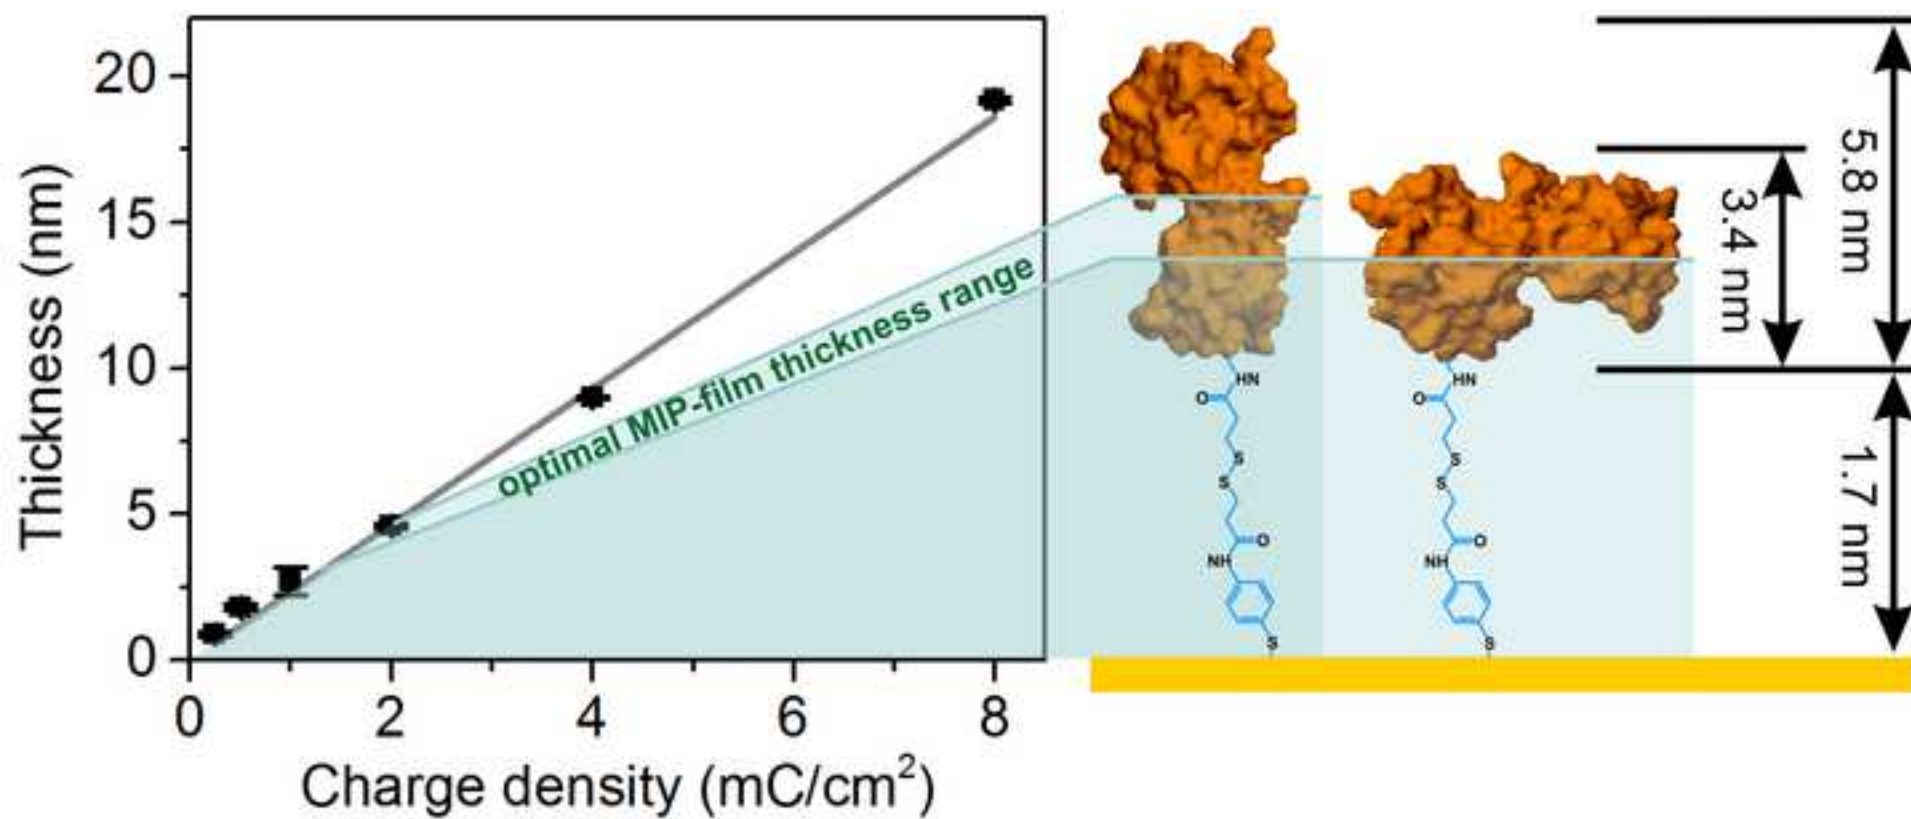 20
15
10
5
0
Thickness (nm)
0 2 4 6 8
Charge density (mC/cm²)
optimal MIP-film thickness range
HN
O
S
S
O
NH
S
HN
O
S
S
O
NH
S
3.4 nm
5.8 nm
1.7 nm